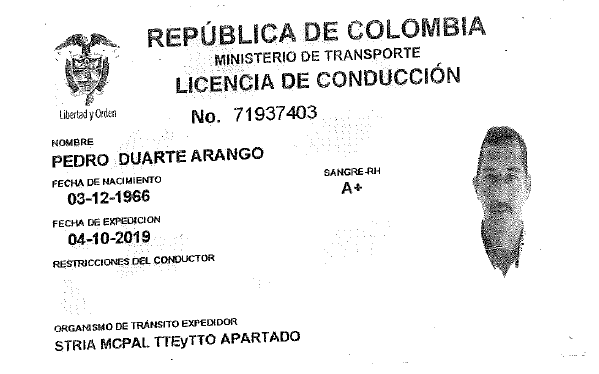 REPÚBLICA DE COLOMBIA
MINISTERIO DE TRANSPORTE
LICENCIA DE CONDUCCIÓN
Libertad y Orden
No. 71937403
NOMBRE
PEDRO DUARTE ARANGO
FECHA DE NACIMIENTO
03-12-1966
SANGRE-RH
A+
FECHA DE EXPEDICION
04-10-2019
RESTRICCIONES DEL CONDUCTOR
ORGANISMO DE TRÁNSITO EXPEDIDOR
STRIA MCPAL TTEyTTO APARTADO